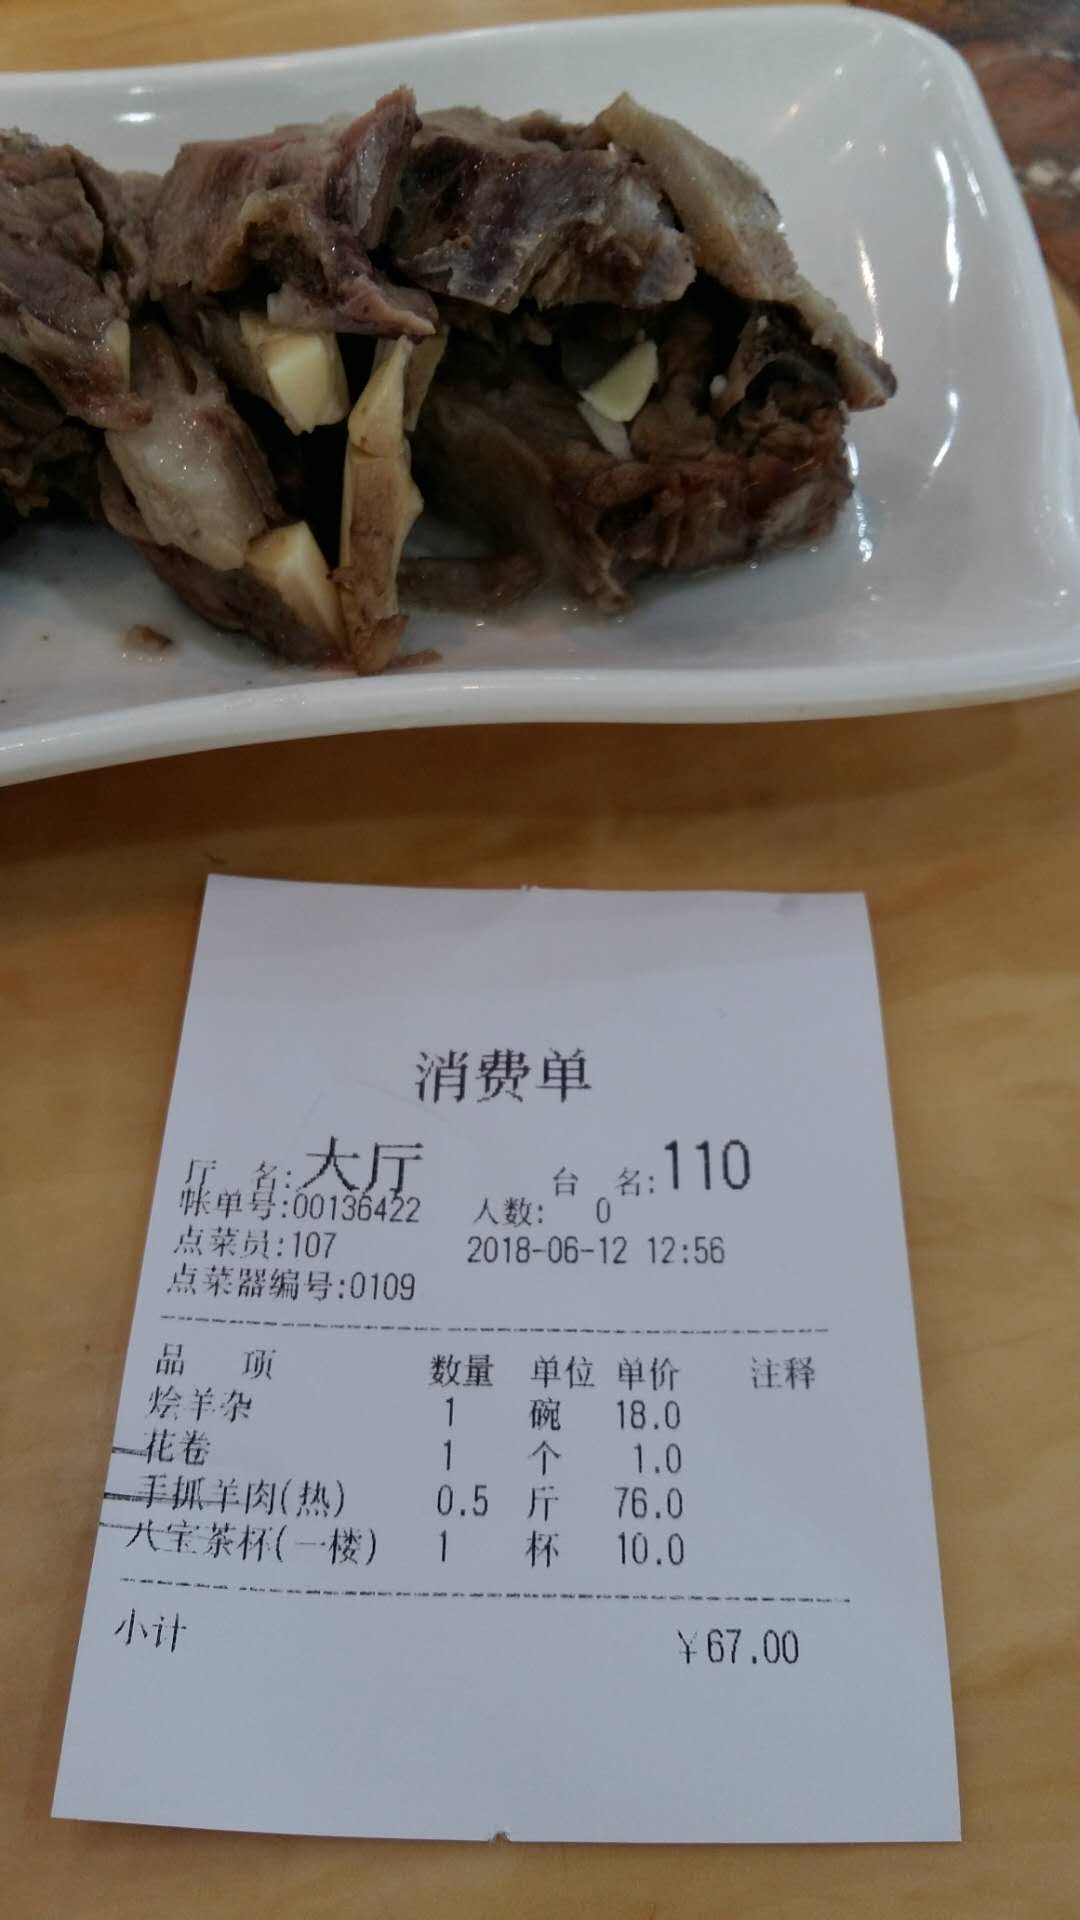 消费单
厅 名:大厅 台 名:110
帐单号:00136422 人数: 0
点菜员:107 2018-06-12 12:56
点菜器编号:0109
品 项 数量 单位 单价 注释
烩羊杂 1 碗 18.0
花卷 1 个 1.0
手抓羊肉(热) 0.5 斤 76.0
八宝茶杯(一楼) 1 杯 10.0
小计 ¥67.00